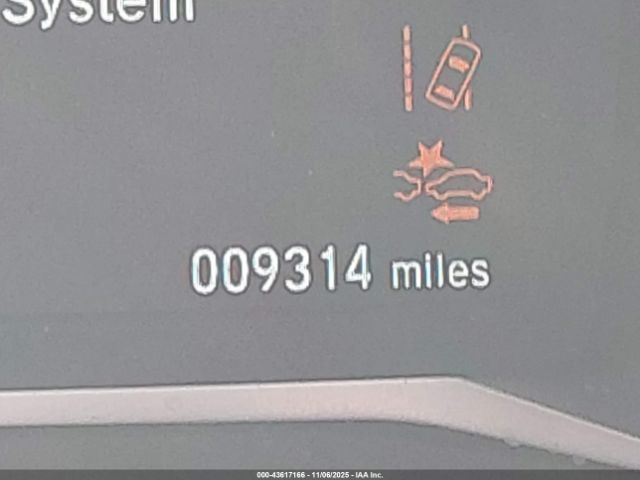 System
009314 miles
000-43617166 - 11/06/2025 - IAA Inc.